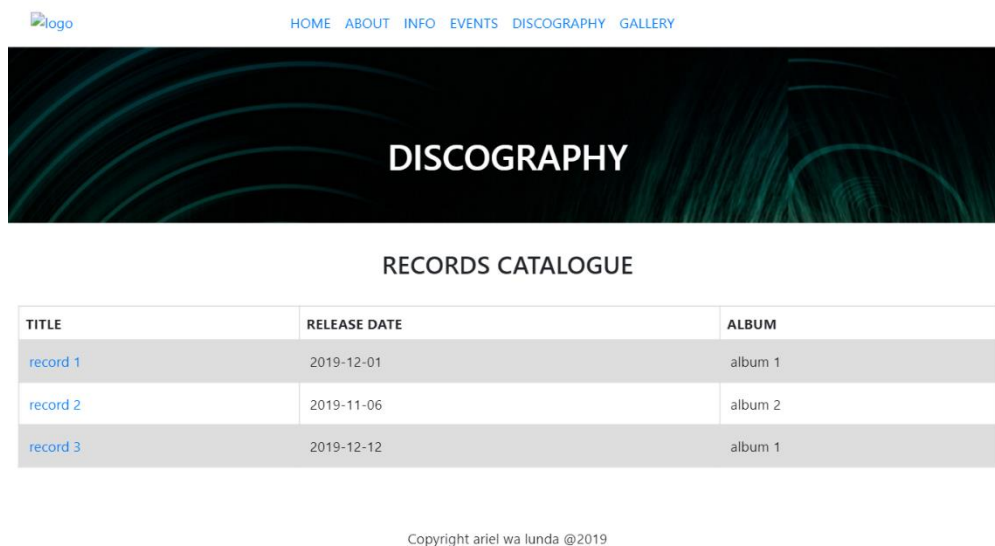 logo HOME ABOUT INFO EVENTS DISCOGRAPHY GALLERY
DISCOGRAPHY
RECORDS CATALOGUE
TITLE RELEASE DATE ALBUM
record 1 2019-12-01 album 1
record 2 2019-11-06 album 2
record 3 2019-12-12 album 1
Copyright ariel wa lunda @2019